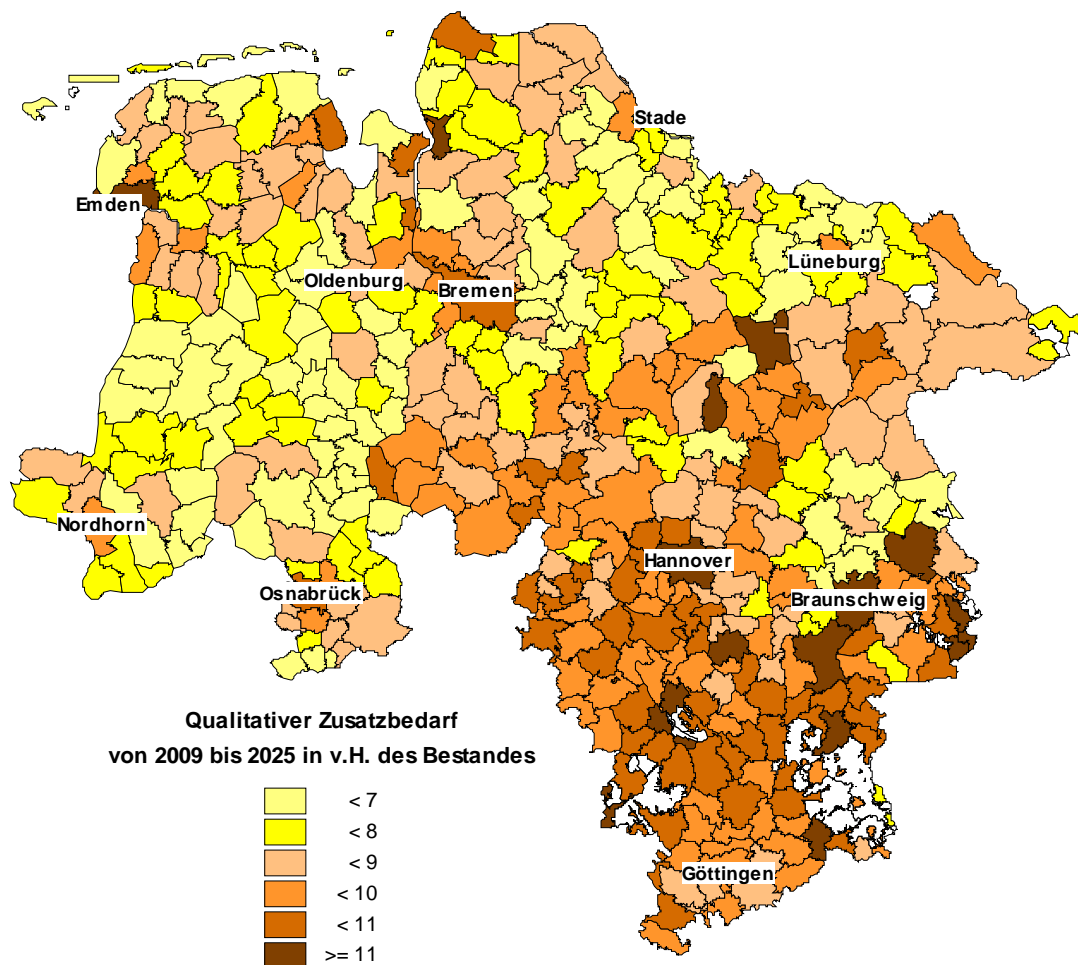 Stade
Emden
Lüneburg
Oldenburg
Bremen
Nordhorn
Hannover
Osnabrück
Braunschweig
Qualitativer Zusatzbedarf
von 2009 bis 2025 in v.H. des Bestandes
< 7
< 8
< 9
< 10
< 11
>= 11
Göttingen